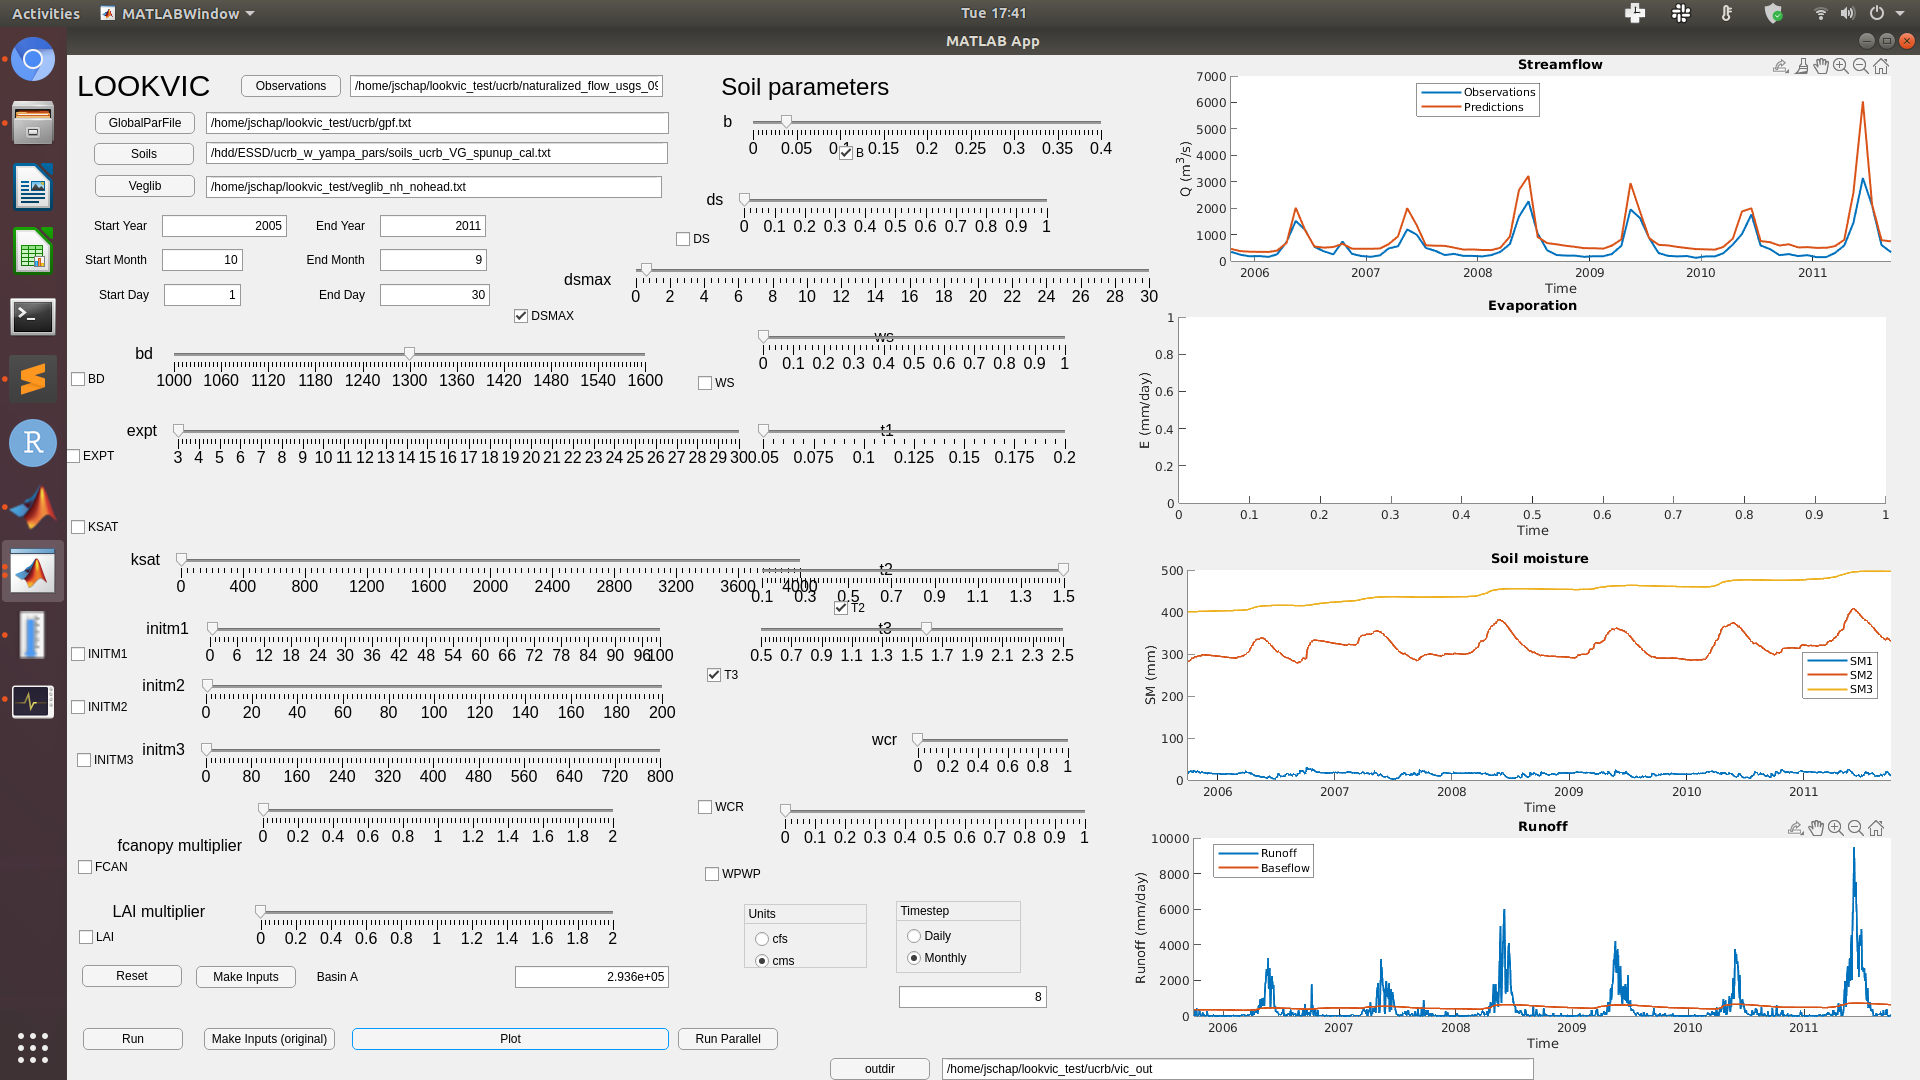 Activities MATLABWindow Tue 17:41
MATLAB App
LOOKVIC Observations /home/jschap/lookvic_test/ucrb/naturalized_flow_usgs_09
GlobalParFile /home/jschap/lookvic_test/ucrb/gpf.txt
Soils /hdd/ESSD/ucrb_w_yampa_pars/soils_ucrb_VG_spunup_cal.txt
Veglib /home/jschap/lookvic_test/veglib_nh_nohead.txt
Start Year 2005 End Year 2011
Start Month 10 End Month 9
Start Day 1 End Day 30
Soil parameters
b
0 0.05 0.1 0.15 0.2 0.25 0.3 0.35 0.4
B
ds
0 0.1 0.2 0.3 0.4 0.5 0.6 0.7 0.8 0.9 1
DS
dsmax
0 2 4 6 8 10 12 14 16 18 20 22 24 26 28 30
DSMAX
bd
1000 1060 1120 1180 1240 1300 1360 1420 1480 1540 1600
BD
ws
0 0.1 0.2 0.3 0.4 0.5 0.6 0.7 0.8 0.9 1
WS
expt
3 4 5 6 7 8 9 10 11 12 13 14 15 16 17 18 19 20 21 22 23 24 25 26 27 28 29 30
EXPT
t1
0.05 0.075 0.1 0.125 0.15 0.175 0.2
KSAT
ksat
0 400 800 1200 1600 2000 2400 2800 3200 3600 4000
t2
0.1 0.3 0.5 0.7 0.9 1.1 1.3 1.5
T2
initm1
0 6 12 18 24 30 36 42 48 54 60 66 72 78 84 90 96 100
INITM1
t3
0.5 0.7 0.9 1.1 1.3 1.5 1.7 1.9 2.1 2.3 2.5
T3
initm2
0 20 40 60 80 100 120 140 160 180 200
INITM2
initm3
0 80 160 240 320 400 480 560 640 720 800
INITM3
wcr
0 0.2 0.4 0.6 0.8 1
WCR
0 0.2 0.4 0.6 0.8 1 1.2 1.4 1.6 1.8 2
fcanopy multiplier
FCAN
0 0.1 0.2 0.3 0.4 0.5 0.6 0.7 0.8 0.9 1
WPWP
LAI multiplier
0 0.2 0.4 0.6 0.8 1 1.2 1.4 1.6 1.8 2
LAI
Units
cfs
cms
Timestep
Daily
Monthly
8
Reset Make Inputs Basin A 2.936e+05
Run Make Inputs (original) Plot Run Parallel
outdir /home/jschap/lookvic_test/ucrb/vic_out
Streamflow
Observations
Predictions
Q (m3/s)
7000
6000
5000
4000
3000
2000
1000
0
2006 2007 2008 2009 2010 2011
Time
Evaporation
E (mm/day)
1
0.8
0.6
0.4
0.2
0
0 0.1 0.2 0.3 0.4 0.5 0.6 0.7 0.8 0.9 1
Time
Soil moisture
SM (mm)
500
400
300
200
100
0
SM1
SM2
SM3
2006 2007 2008 2009 2010 2011
Time
Runoff
Runoff (mm/day)
10000
8000
6000
4000
2000
0
Runoff
Baseflow
2006 2007 2008 2009 2010 2011
Time